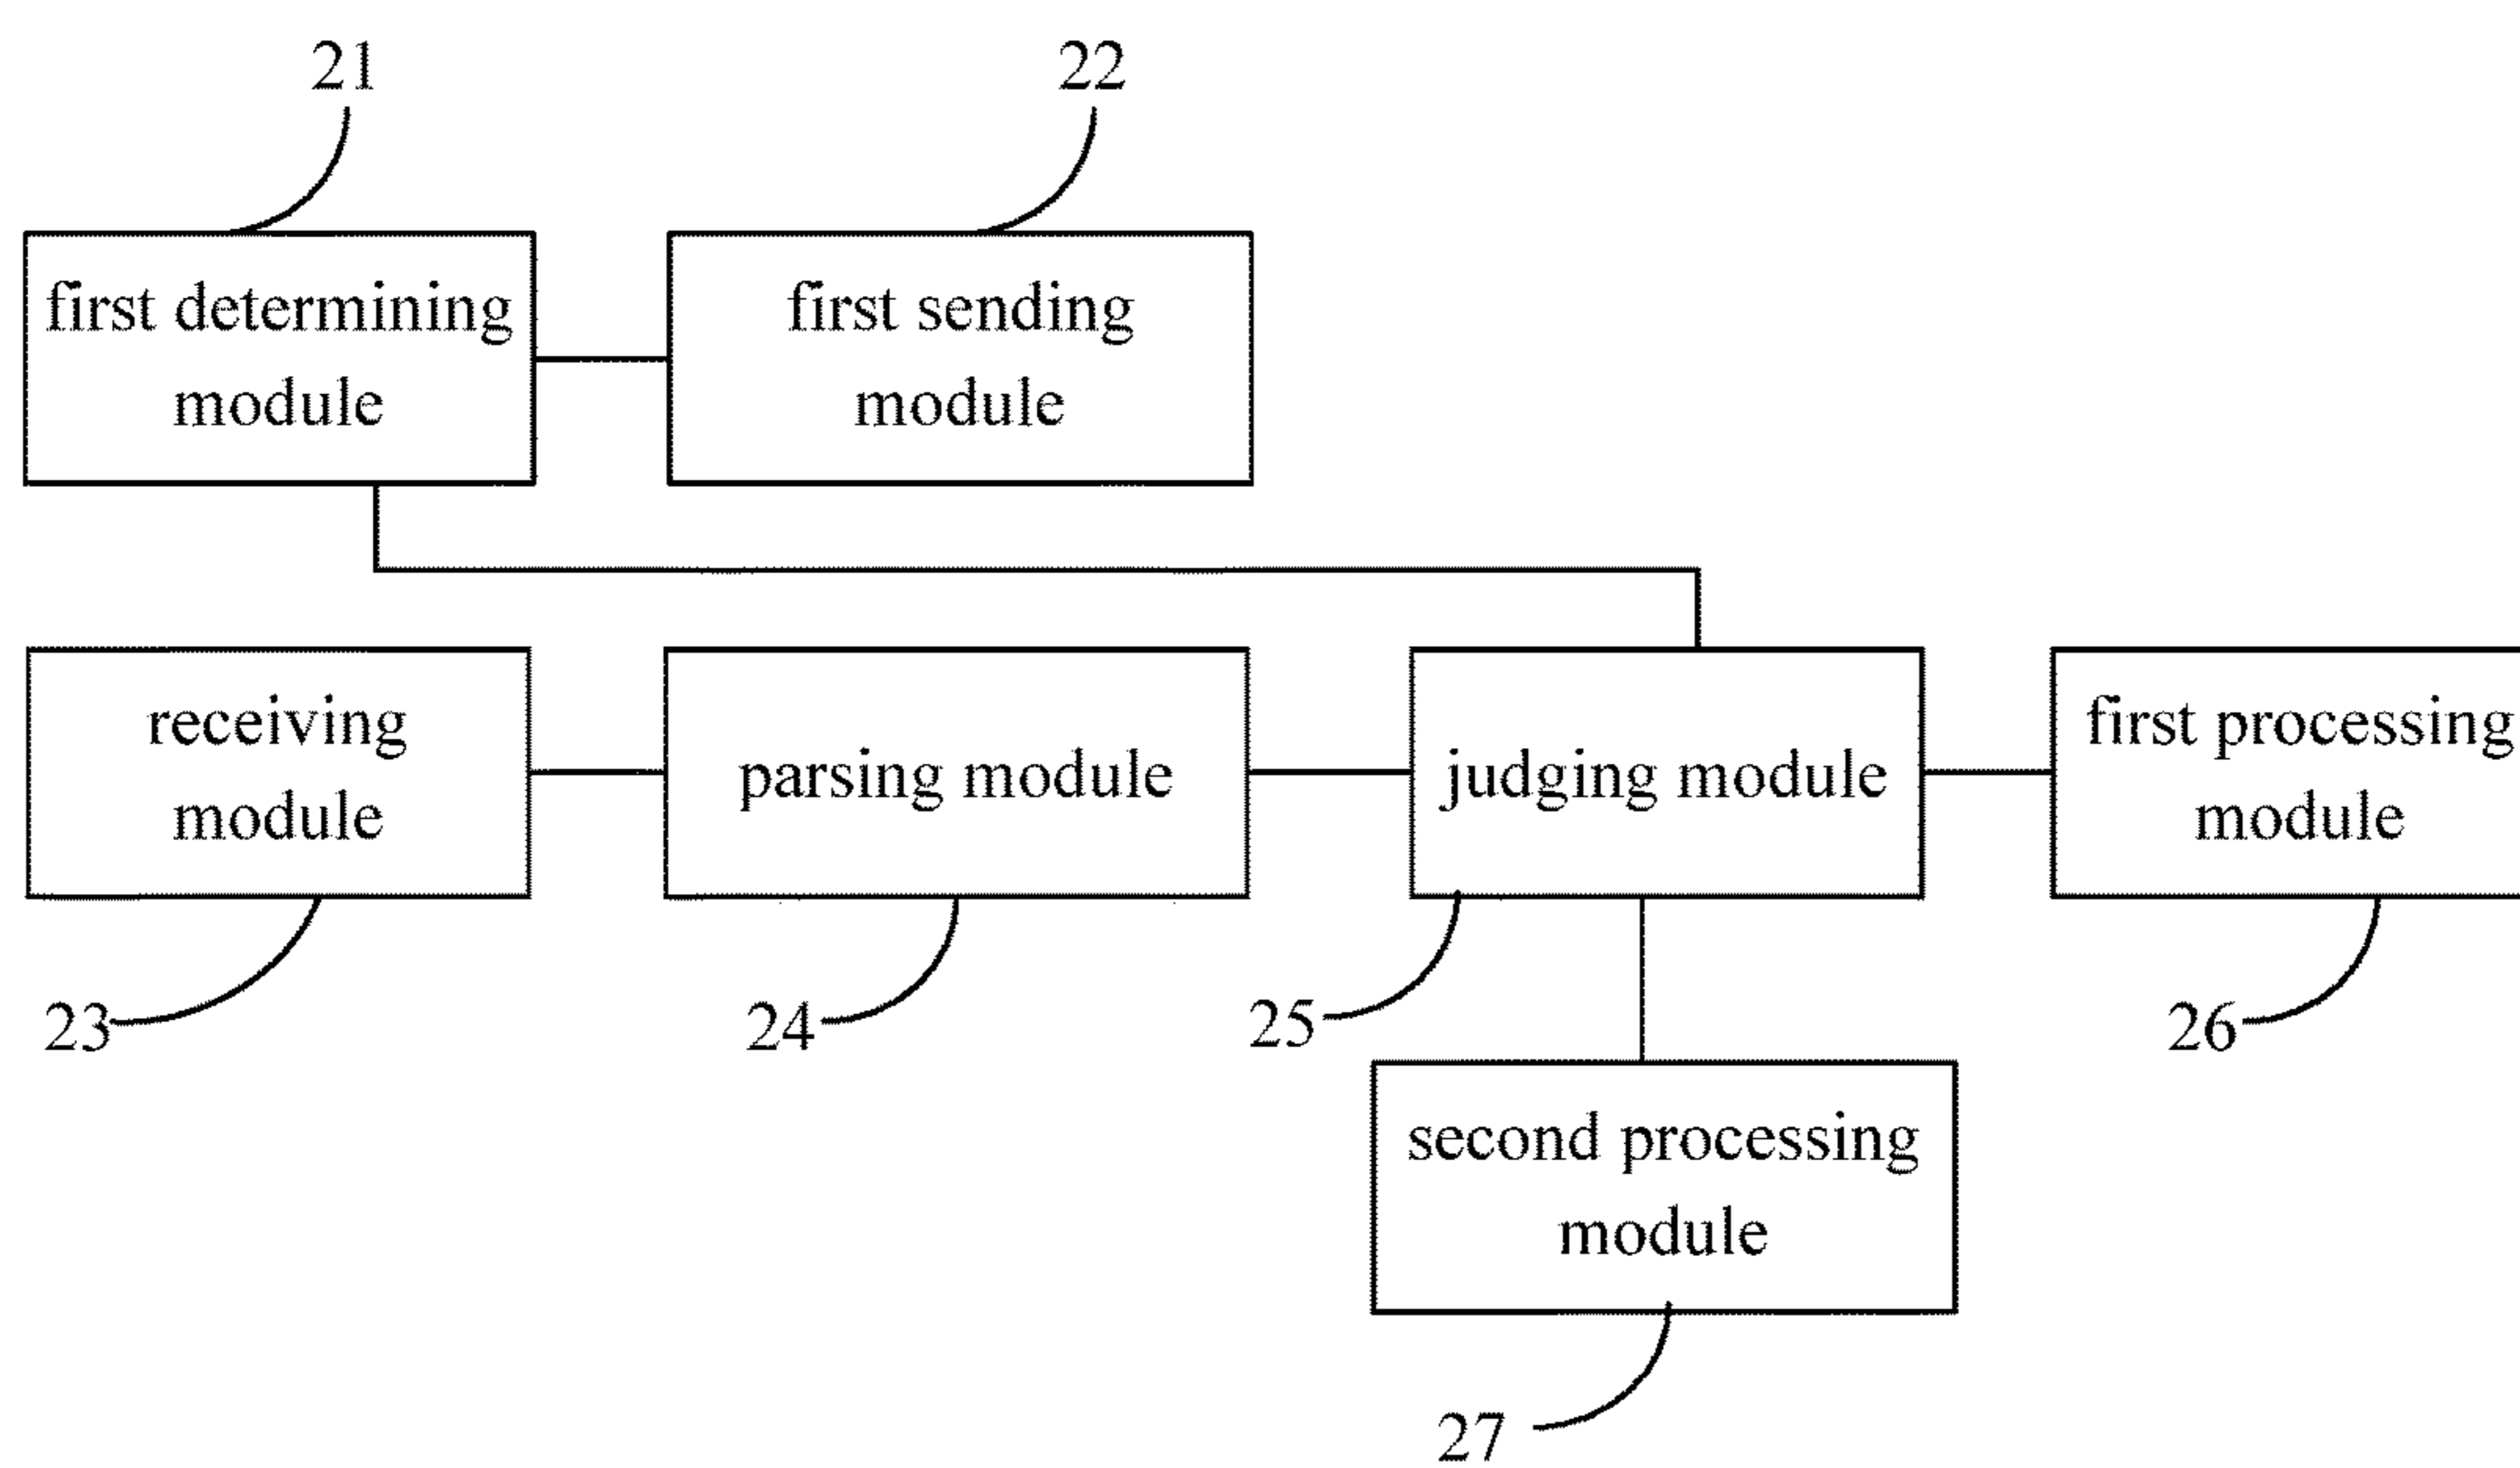 21
22
first determining
module
first sending
module
receiving
module
parsing module
judging module
first processing
module
23
24
25
26
second processing
module
27